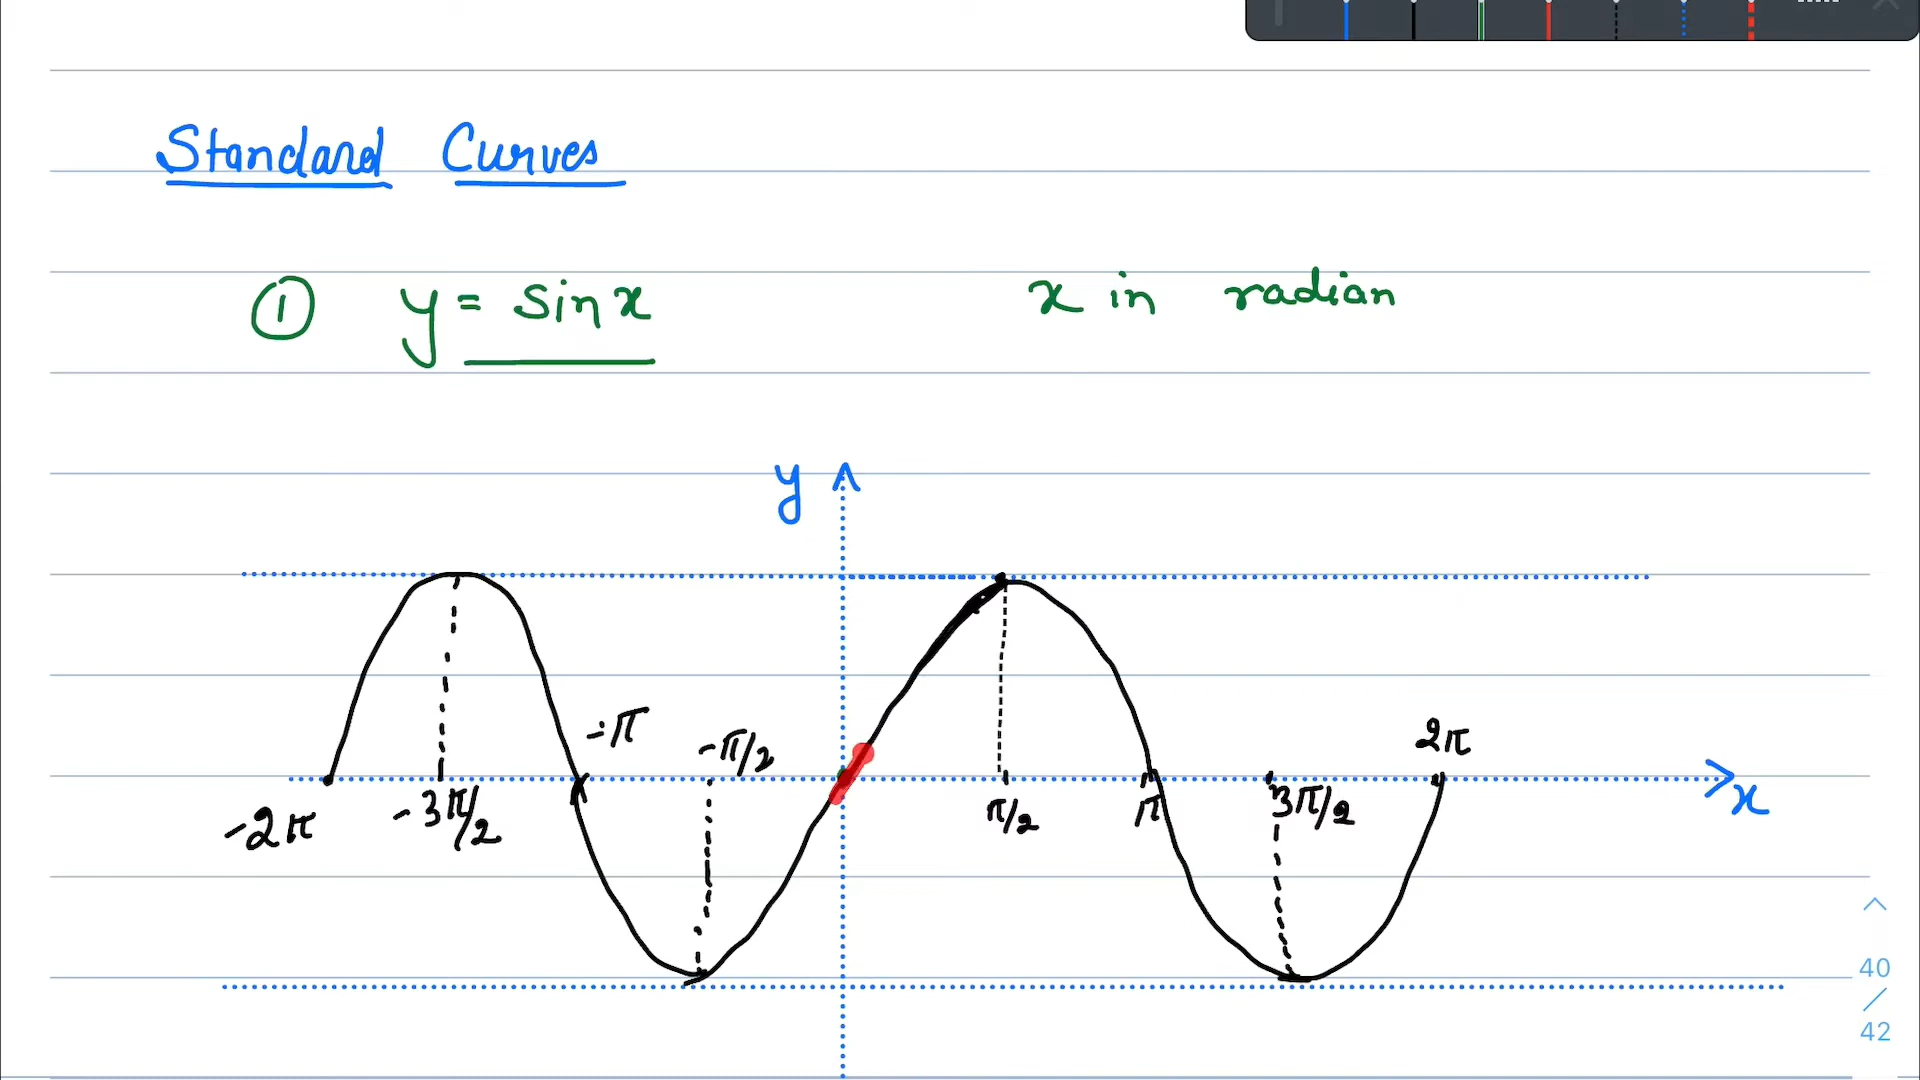 Standard Curves
① y = sin x x in radian
y
-π
-π/2
2π
-2π
-3π/2
π/2
π
3π/2
x
40
/
42